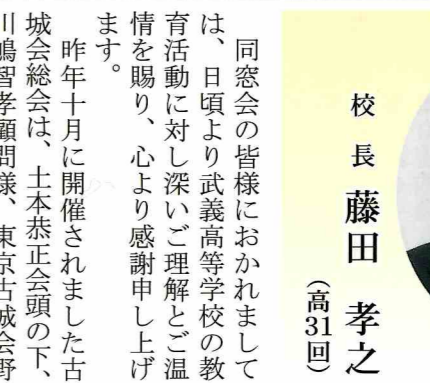 校長 藤田 孝之
(高31回)
同窓会の皆様におかれまして
は、日頃より武義高等学校の教
育活動に対し深いご理解とご温
情を賜り、心より感謝申し上げ
ます。
昨年十月に開催されました古
城会総会は、土本恭正会頭の下、
川嶋智孝顧問様、東京古城会野